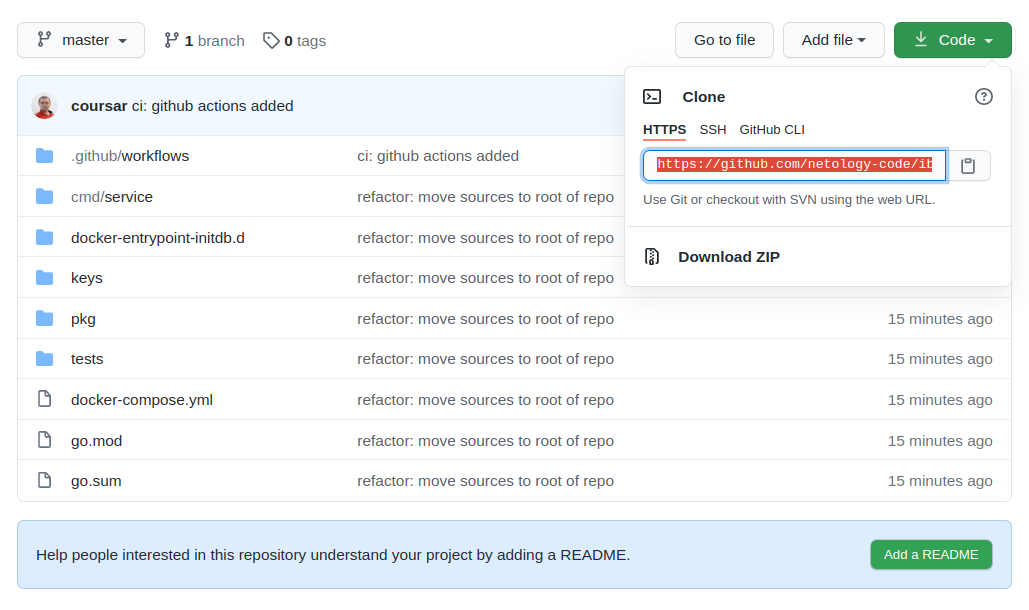 master 1 branch 0 tags Go to file Add file Code
coursar ci: github actions added
Clone
HTTPS SSH GitHub CLI
https://github.com/netology-code/ib
Use Git or checkout with SVN using the web URL.
Download ZIP
.github/workflows ci: github actions added
cmd/service refactor: move sources to root of repo
docker-entrypoint-initdb.d refactor: move sources to root of repo
keys refactor: move sources to root of repo
pkg refactor: move sources to root of repo 15 minutes ago
tests refactor: move sources to root of repo 15 minutes ago
docker-compose.yml refactor: move sources to root of repo 15 minutes ago
go.mod refactor: move sources to root of repo 15 minutes ago
go.sum refactor: move sources to root of repo 15 minutes ago
Help people interested in this repository understand your project by adding a README. Add a README